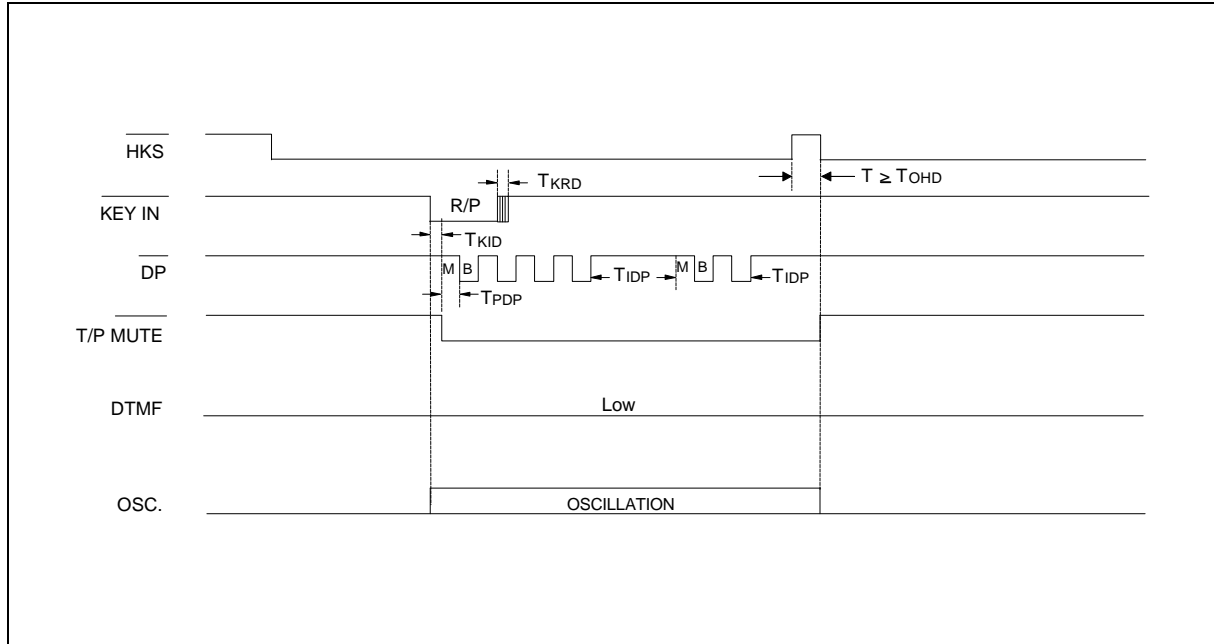 HKS
TKRD
T ≥ TOHD
KEY IN
R/P
TKID
DP
M B
TIDP
M B
TIDP
TPDP
T/P MUTE
DTMF
Low
OSC.
OSCILLATION